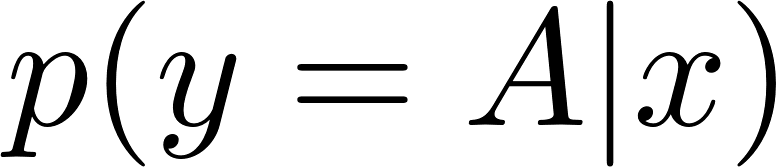 p(y = A|x)